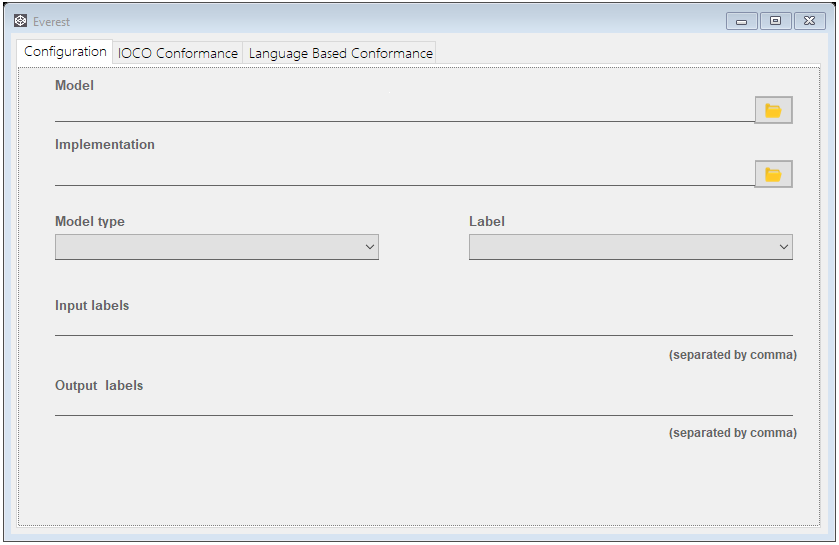 Everest
Configuration IOCO Conformance Language Based Conformance
Model
Implementation
Model type Label
Input labels
(separated by comma)
Output labels
(separated by comma)